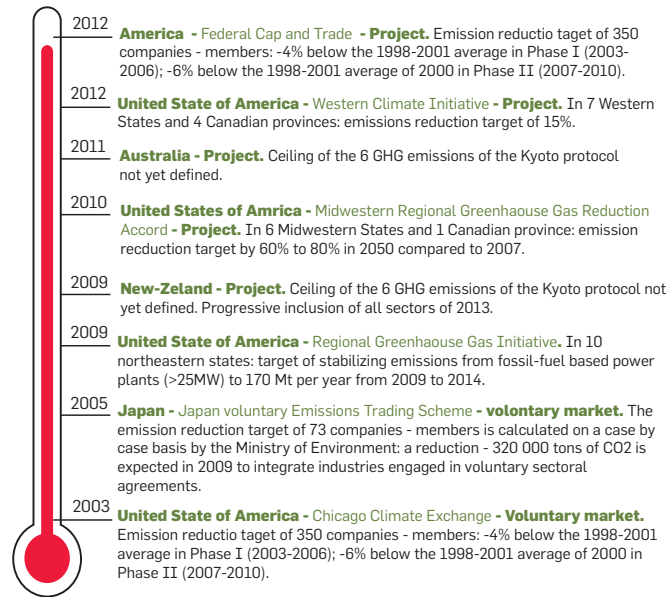 2012
America - Federal Cap and Trade - Project. Emission reductio taget of 350
companies - members: -4% below the 1998-2001 average in Phase I (2003-
2006); -6% below the 1998-2001 average of 2000 in Phase II (2007-2010).
2012
United State of America - Western Climate Initiative - Project. In 7 Western
States and 4 Canadian provinces: emissions reduction target of 15%.
2011
Australia - Project. Ceiling of the 6 GHG emissions of the Kyoto protocol
not yet defined.
2010
United States of Amrica - Midwestern Regional Greenhaouse Gas Reduction
Accord - Project. In 6 Midwestern States and 1 Canadian province: emission
recduction target by 60% to 80% in 2050 compared to 2007.
2009
New-Zeland - Project. Ceiling of the 6 GHG emissions of the Kyoto protocol not
yet defined. Progressive inclusion of all sectors of 2013.
2009
United State of America - Regional Greenhaouse Gas Initiative. In 10
northeastern states: target of stabilizing emissions from fossil-fuel based power
plants (>25MW) to 170 Mt per year from 2009 to 2014.
2005
Japan - Japan voluntary Emissions Trading Scheme - volontary market. The
emission reduction target of 73 companies - members is calculated on a case by
case basis by the Ministry of Environment: a reduction - 320 000 tons of CO2 is
expected in 2009 to integrate industries engaged in voluntary sectoral
agreements.
2003
United State of America - Chicago Climate Exchange - Voluntary market.
Emission reductio taget of 350 companies - members: -4% below the 1998-2001
average in Phase I (2003-2006); -6% below the 1998-2001 average of 2000 in
Phase II (2007-2010).